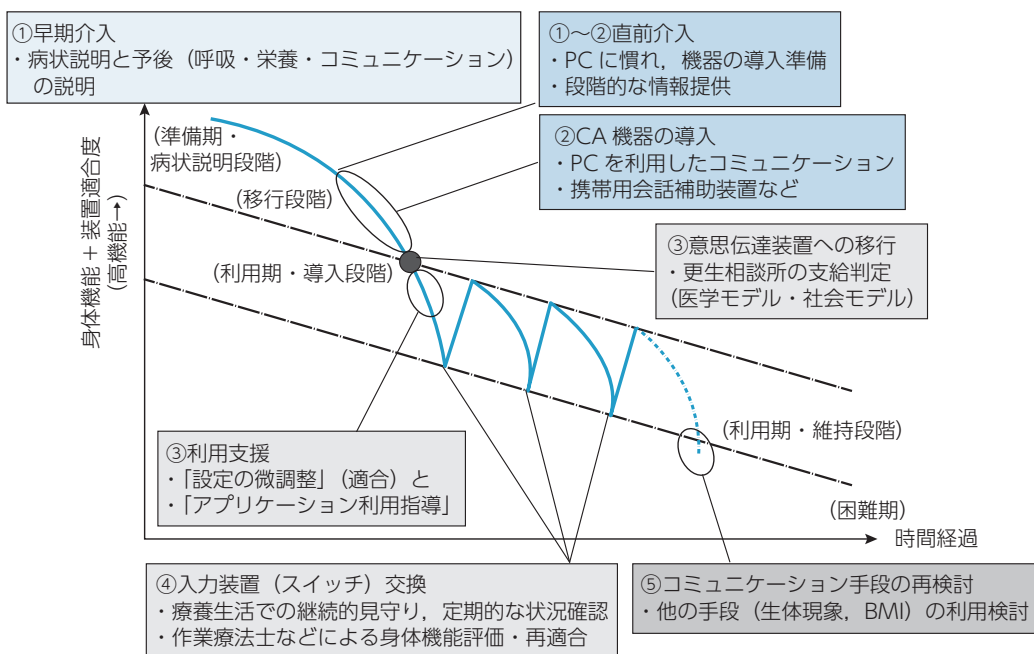 ①早期介入
・病状説明と予後（呼吸・栄養・コミュニケーション）
の説明
①～②直前介入
・PCに慣れ，機器の導入準備
・段階的な情報提供
②CA機器の導入
・PCを利用したコミュニケーション
・携帯用会話補助装置など
③意思伝達装置への移行
・更生相談所の支給判定
(医学モデル・社会モデル)
身体機能＋装置適合度
(高機能→)
(準備期・
病状説明段階)
(移行段階)
(利用期・導入段階)
(利用期・維持段階)
(困難期)
時間経過
③利用支援
・「設定の微調整」（適合）と
・「アプリケーション利用指導」
④入力装置（スイッチ）交換
・療養生活での継続的見守り，定期的な状況確認
・作業療法士などによる身体機能評価・再適合
⑤コミュニケーション手段の再検討
・他の手段（生体現象，BMI）の利用検討